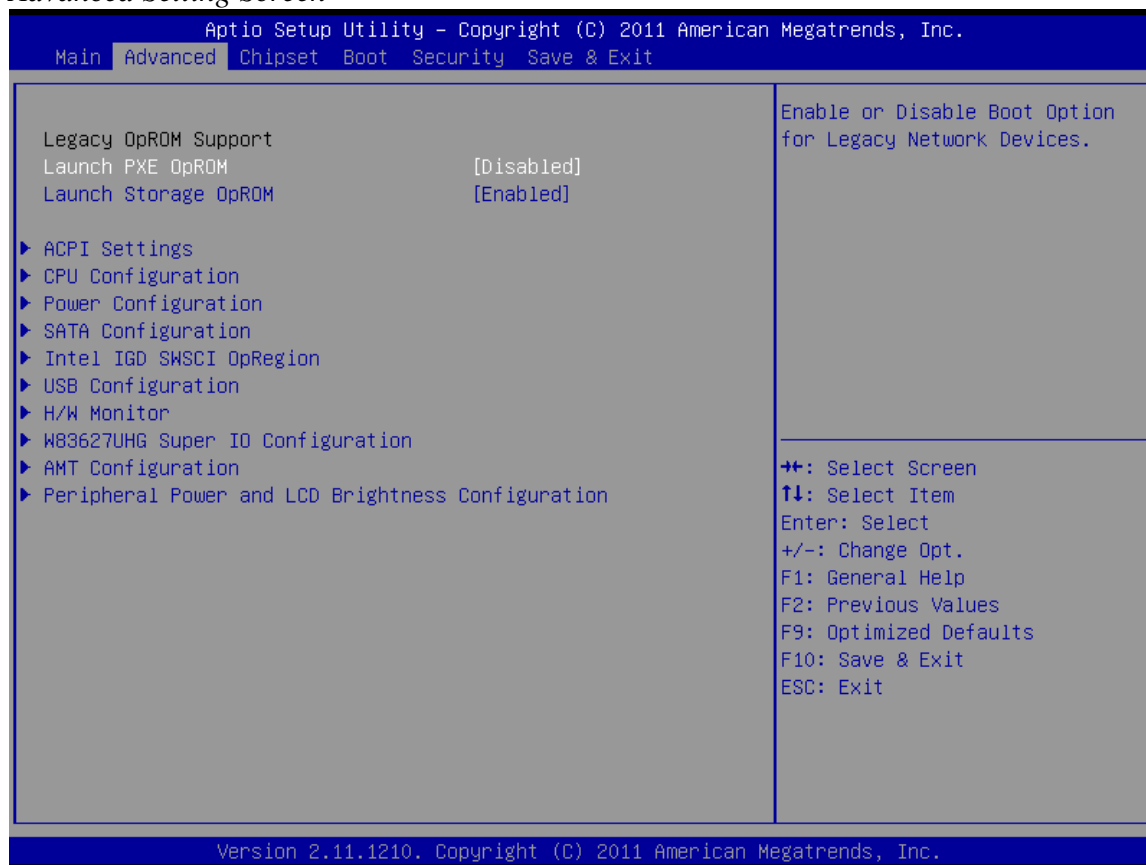 Advanced Setting Screen
Aptio Setup Utility – Copyright (C) 2011 American Megatrends, Inc.
Main Advanced Chipset Boot Security Save & Exit
Legacy OpROM Support
Launch PXE OpROM [Disabled]
Launch Storage OpROM [Enabled]
▶ ACPI Settings
▶ CPU Configuration
▶ Power Configuration
▶ SATA Configuration
▶ Intel IGD SWSCI OpRegion
▶ USB Configuration
▶ H/W Monitor
▶ W83627UHG Super IO Configuration
▶ AMT Configuration
▶ Peripheral Power and LCD Brightness Configuration
Enable or Disable Boot Option
for Legacy Network Devices.
→←: Select Screen
↑↓: Select Item
Enter: Select
+/-: Change Opt.
F1: General Help
F2: Previous Values
F9: Optimized Defaults
F10: Save & Exit
ESC: Exit
Version 2.11.1210. Copyright (C) 2011 American Megatrends, Inc.